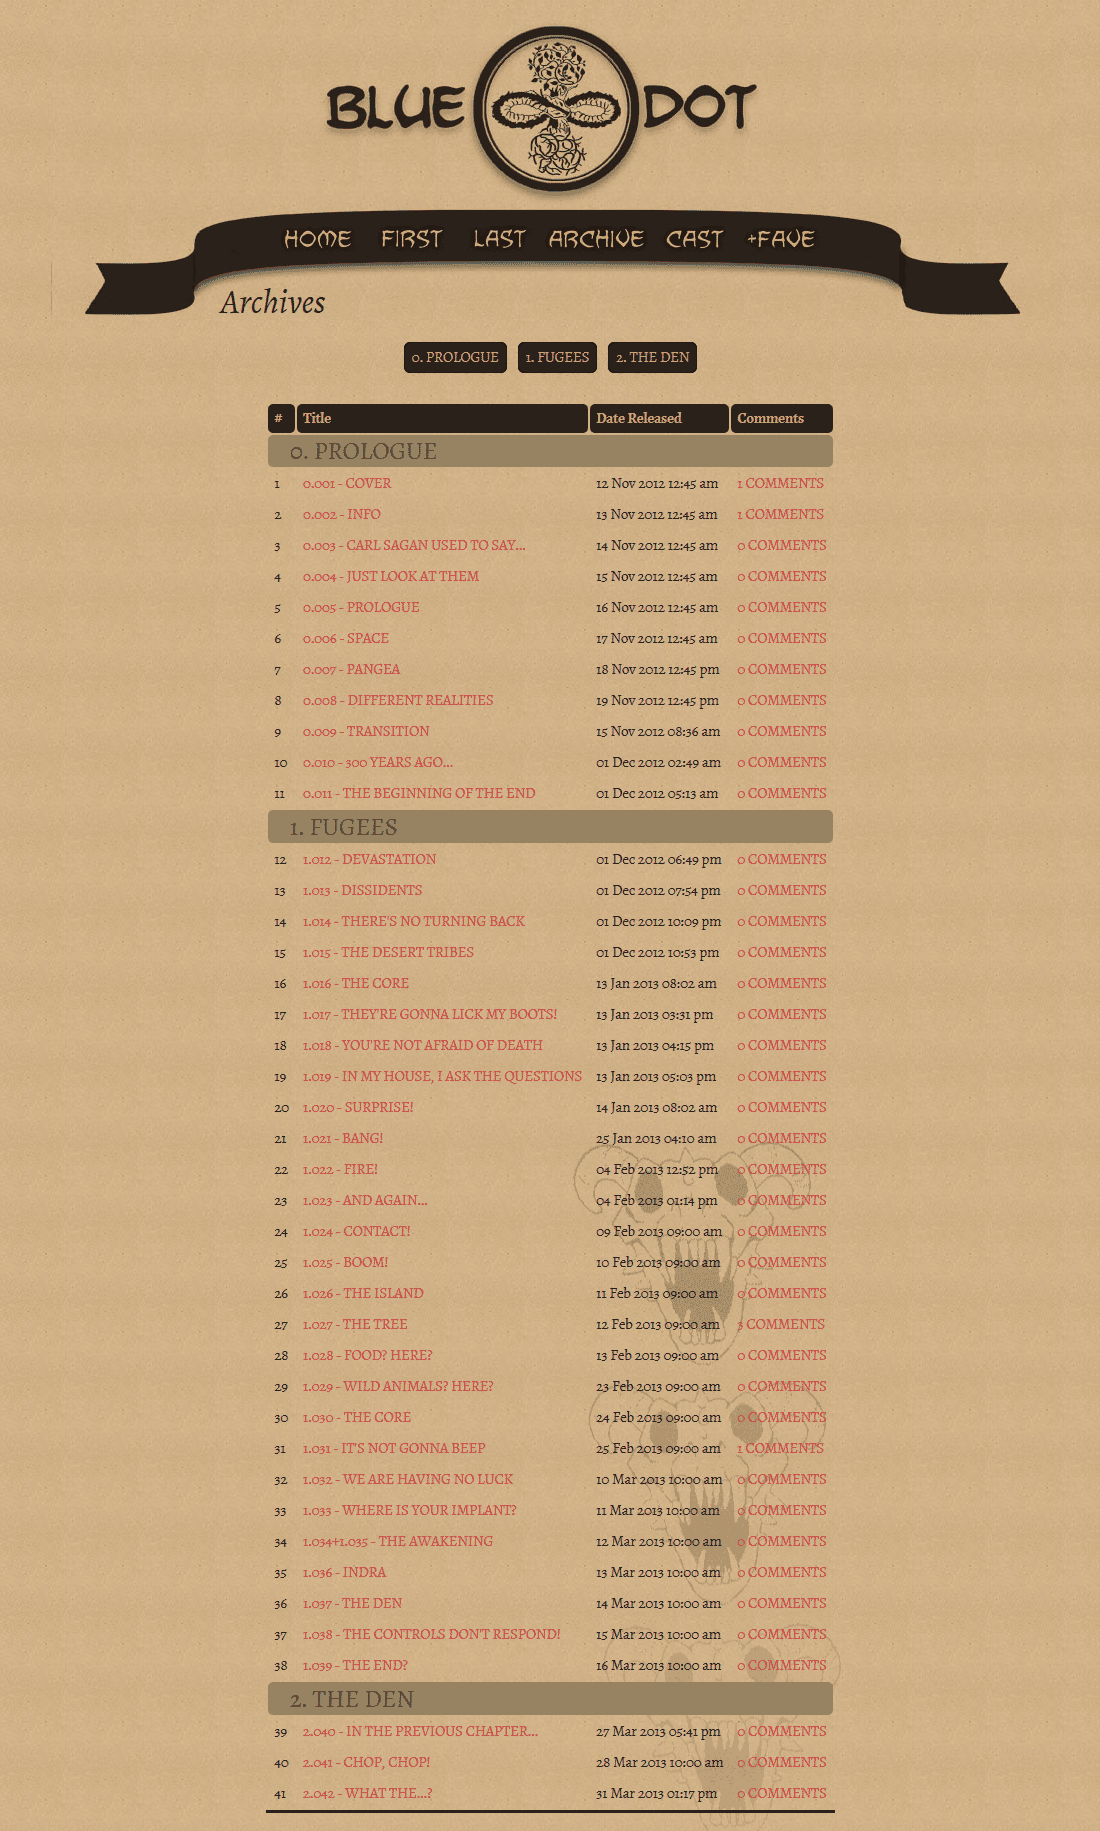 BLUE DOT
HOME FIRST LAST ARCHIVE CAST +FAVE
Archives
0. PROLOGUE 1. FUGEES 2. THE DEN
# Title Date Released Comments
0. PROLOGUE
1 0.001 - COVER 12 Nov 2012 12:45 am 1 COMMENTS
2 0.002 - INFO 13 Nov 2012 12:45 am 1 COMMENTS
3 0.003 - CARL SAGAN USED TO SAY... 14 Nov 2012 12:45 am 0 COMMENTS
4 0.004 - JUST LOOK AT THEM 15 Nov 2012 12:45 am 0 COMMENTS
5 0.005 - PROLOGUE 16 Nov 2012 12:45 am 0 COMMENTS
6 0.006 - SPACE 17 Nov 2012 12:45 am 0 COMMENTS
7 0.007 - PANGEA 18 Nov 2012 12:45 pm 0 COMMENTS
8 0.008 - DIFFERENT REALITIES 19 Nov 2012 12:45 pm 0 COMMENTS
9 0.009 - TRANSITION 15 Nov 2012 08:36 am 0 COMMENTS
10 0.010 - 300 YEARS AGO... 01 Dec 2012 02:49 am 0 COMMENTS
11 0.011 - THE BEGINNING OF THE END 01 Dec 2012 05:13 am 0 COMMENTS
1. FUGEES
12 1.012 - DEVASTATION 01 Dec 2012 06:49 pm 0 COMMENTS
13 1.013 - DISSIDENTS 01 Dec 2012 07:54 pm 0 COMMENTS
14 1.014 - THERE'S NO TURNING BACK 01 Dec 2012 10:09 pm 0 COMMENTS
15 1.015 - THE DESERT TRIBES 01 Dec 2012 10:53 pm 0 COMMENTS
16 1.016 - THE CORE 13 Jan 2013 08:02 am 0 COMMENTS
17 1.017 - THEY'RE GONNA LICK MY BOOTS! 13 Jan 2013 03:31 pm 0 COMMENTS
18 1.018 - YOU'RE NOT AFRAID OF DEATH 13 Jan 2013 04:15 pm 0 COMMENTS
19 1.019 - IN MY HOUSE, I ASK THE QUESTIONS 13 Jan 2013 05:03 pm 0 COMMENTS
20 1.020 - SURPRISE! 14 Jan 2013 08:02 am 0 COMMENTS
21 1.021 - BANG! 25 Jan 2013 04:10 am 0 COMMENTS
22 1.022 - FIRE! 04 Feb 2013 12:52 pm 0 COMMENTS
23 1.023 - AND AGAIN... 04 Feb 2013 01:14 pm 0 COMMENTS
24 1.024 - CONTACT! 09 Feb 2013 09:00 am 0 COMMENTS
25 1.025 - BOOM! 10 Feb 2013 09:00 am 0 COMMENTS
26 1.026 - THE ISLAND 11 Feb 2013 09:00 am 0 COMMENTS
27 1.027 - THE TREE 12 Feb 2013 09:00 am 3 COMMENTS
28 1.028 - FOOD? HERE? 13 Feb 2013 09:00 am 0 COMMENTS
29 1.029 - WILD ANIMALS? HERE? 23 Feb 2013 09:00 am 0 COMMENTS
30 1.030 - THE CORE 24 Feb 2013 09:00 am 0 COMMENTS
31 1.031 - IT'S NOT GONNA BEEP 25 Feb 2013 09:00 am 1 COMMENTS
32 1.032 - WE ARE HAVING NO LUCK 10 Mar 2013 10:00 am 0 COMMENTS
33 1.033 - WHERE IS YOUR IMPLANT? 11 Mar 2013 10:00 am 0 COMMENTS
34 1.034+1.035 - THE AWAKENING 12 Mar 2013 10:00 am 0 COMMENTS
35 1.036 - INDRA 13 Mar 2013 10:00 am 0 COMMENTS
36 1.037 - THE DEN 14 Mar 2013 10:00 am 0 COMMENTS
37 1.038 - THE CONTROLS DON'T RESPOND! 15 Mar 2013 10:00 am 0 COMMENTS
38 1.039 - THE END? 16 Mar 2013 10:00 am 0 COMMENTS
2. THE DEN
39 2.040 - IN THE PREVIOUS CHAPTER... 27 Mar 2013 05:41 pm 0 COMMENTS
40 2.041 - CHOP, CHOP! 28 Mar 2013 10:00 am 0 COMMENTS
41 2.042 - WHAT THE...? 31 Mar 2013 01:17 pm 0 COMMENTS